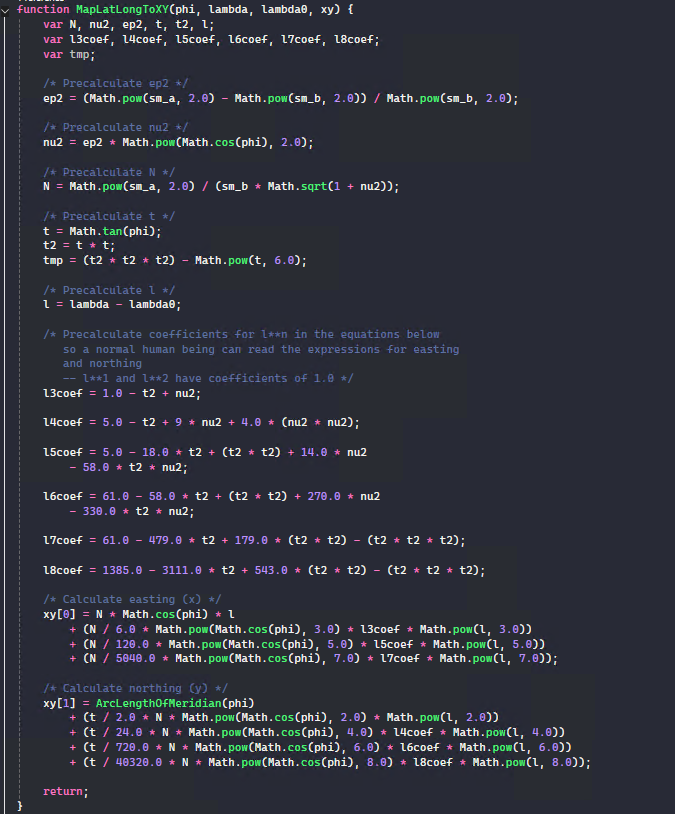 function MapLatLongToXY(phi, lambda, lambda0, xy) {
var N, nu2, ep2, t, t2, l;
var l3coef, l4coef, l5coef, l6coef, l7coef, l8coef;
var tmp;
/* Precalculate ep2 */
ep2 = (Math.pow(sm_a, 2.0) - Math.pow(sm_b, 2.0)) / Math.pow(sm_b, 2.0);
/* Precalculate nu2 */
nu2 = ep2 * Math.pow(Math.cos(phi), 2.0);
/* Precalculate N */
N = Math.pow(sm_a, 2.0) / (sm_b * Math.sqrt(1 + nu2));
/* Precalculate t */
t = Math.tan(phi);
t2 = t * t;
tmp = (t2 * t2 * t2) - Math.pow(t, 6.0);
/* Precalculate l */
l = lambda - lambda0;
/* Precalculate coefficients for l**n in the equations below
so a normal human being can read the expressions for easting
and northing
-- l**1 and l**2 have coefficients of 1.0 */
l3coef = 1.0 - t2 + nu2;
l4coef = 5.0 - t2 + 9 * nu2 + 4.0 * (nu2 * nu2);
l5coef = 5.0 - 18.0 * t2 + (t2 * t2) + 14.0 * nu2
- 58.0 * t2 * nu2;
l6coef = 61.0 - 58.0 * t2 + (t2 * t2) + 270.0 * nu2
- 330.0 * t2 * nu2;
l7coef = 61.0 - 479.0 * t2 + 179.0 * (t2 * t2) - (t2 * t2 * t2);
l8coef = 1385.0 - 3111.0 * t2 + 543.0 * (t2 * t2) - (t2 * t2 * t2);
/* Calculate easting (x) */
xy[0] = N * Math.cos(phi) * l
+ (N / 6.0 * Math.pow(Math.cos(phi), 3.0) * l3coef * Math.pow(l, 3.0))
+ (N / 120.0 * Math.pow(Math.cos(phi), 5.0) * l5coef * Math.pow(l, 5.0))
+ (N / 5040.0 * Math.pow(Math.cos(phi), 7.0) * l7coef * Math.pow(l, 7.0));
/* Calculate northing (y) */
xy[1] = ArcLengthOfMeridian(phi)
+ (t / 2.0 * N * Math.pow(Math.cos(phi), 2.0) * Math.pow(l, 2.0))
+ (t / 24.0 * N * Math.pow(Math.cos(phi), 4.0) * l4coef * Math.pow(l, 4.0))
+ (t / 720.0 * N * Math.pow(Math.cos(phi), 6.0) * l6coef * Math.pow(l, 6.0))
+ (t / 40320.0 * N * Math.pow(Math.cos(phi), 8.0) * l8coef * Math.pow(l, 8.0));
return;
}